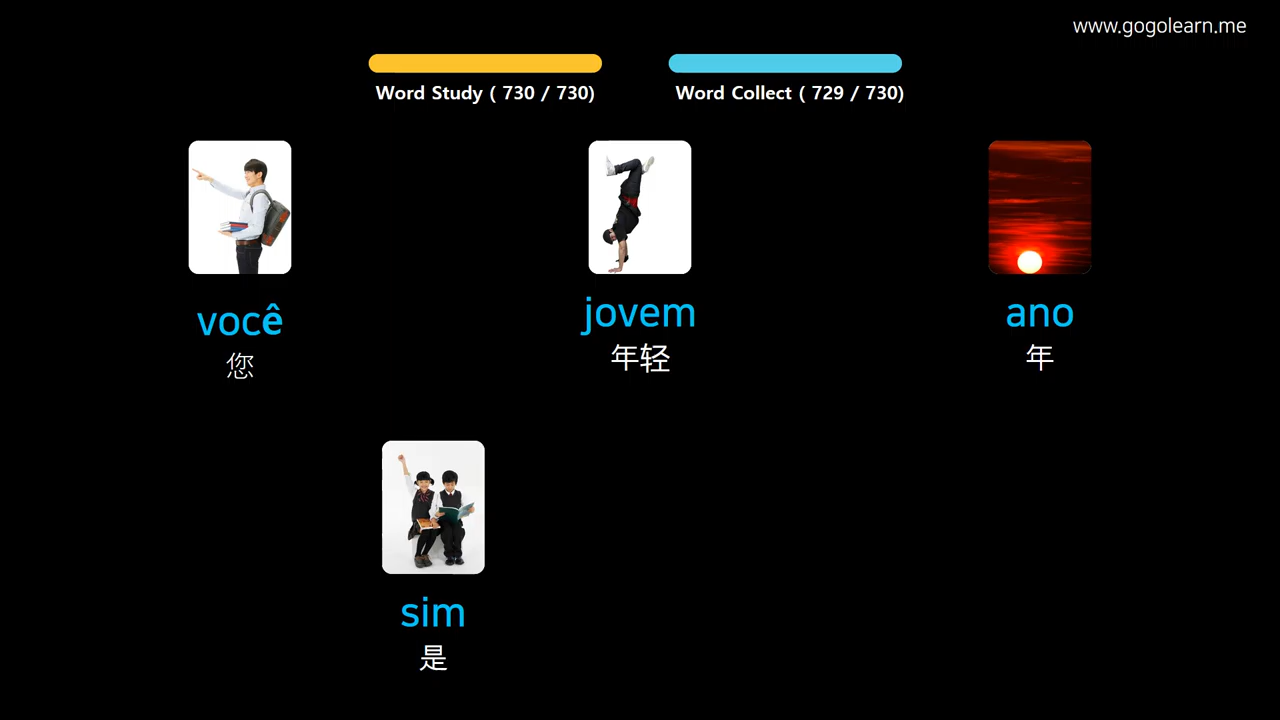 www.gogolearn.me
Word Study ( 730 / 730)
Word Collect ( 729 / 730)
você
您
jovem
年轻
ano
年
sim
是